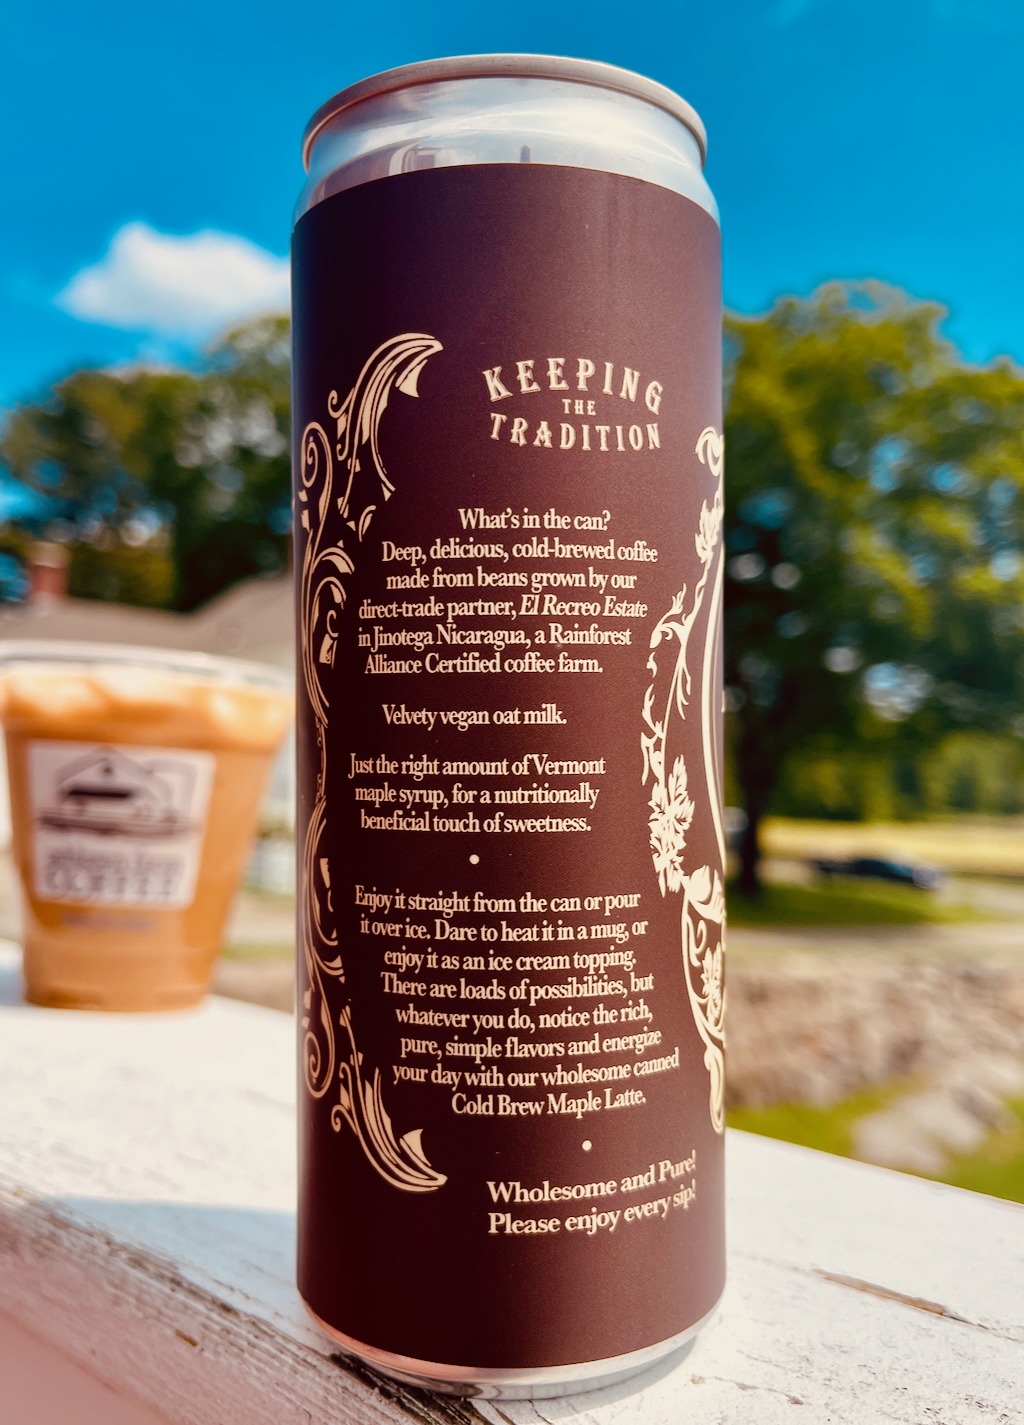 KEEPING
THE
TRADITION
What's in the can?
Deep, delicious, cold-brewed coffee
made from beans grown by our
direct-trade partner, El Recreo Estate
in Jinotega Nicaragua, a Rainforest
Alliance Certified coffee farm.
Velvety vegan oat milk.
Just the right amount of Vermont
maple syrup, for a nutritionally
beneficial touch of sweetness.
Enjoy it straight from the can or pour
it over ice. Dare to heat it in a mug, or
enjoy it as an ice cream topping.
There are loads of possibilities, but
whatever you do, notice the rich,
pure, simple flavors and energize
your day with our wholesome canned
Cold Brew Maple Latte.
Wholesome and Pure!
Please enjoy every sip!
COFFEE